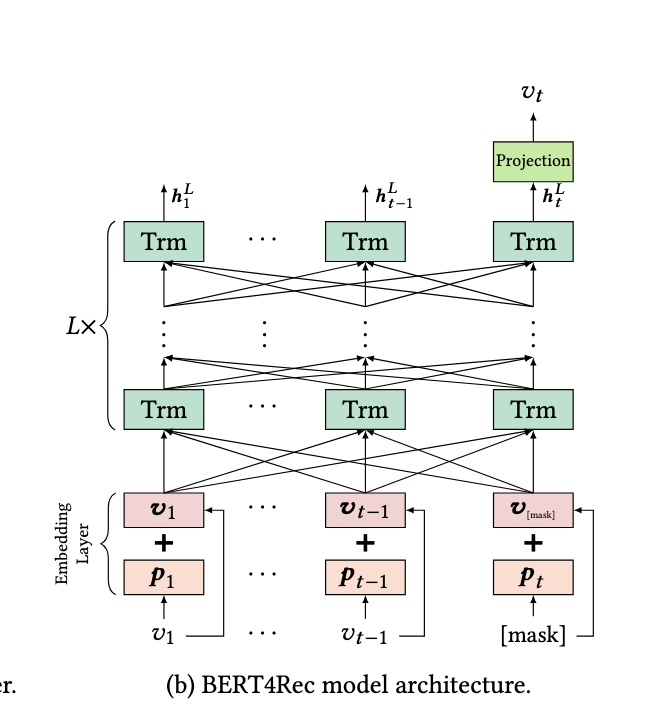 v_t
Projection
h_1^L
h_{t-1}^L
h_t^L
Trm ··· Trm Trm
L×
Trm ··· Trm Trm
Embedding
Layer
v_1 ··· v_{t-1} v_{[mask]}
+ + +
p_1 ··· p_{t-1} p_t
v_1 ··· v_{t-1} [mask]
er. (b) BERT4Rec model architecture.